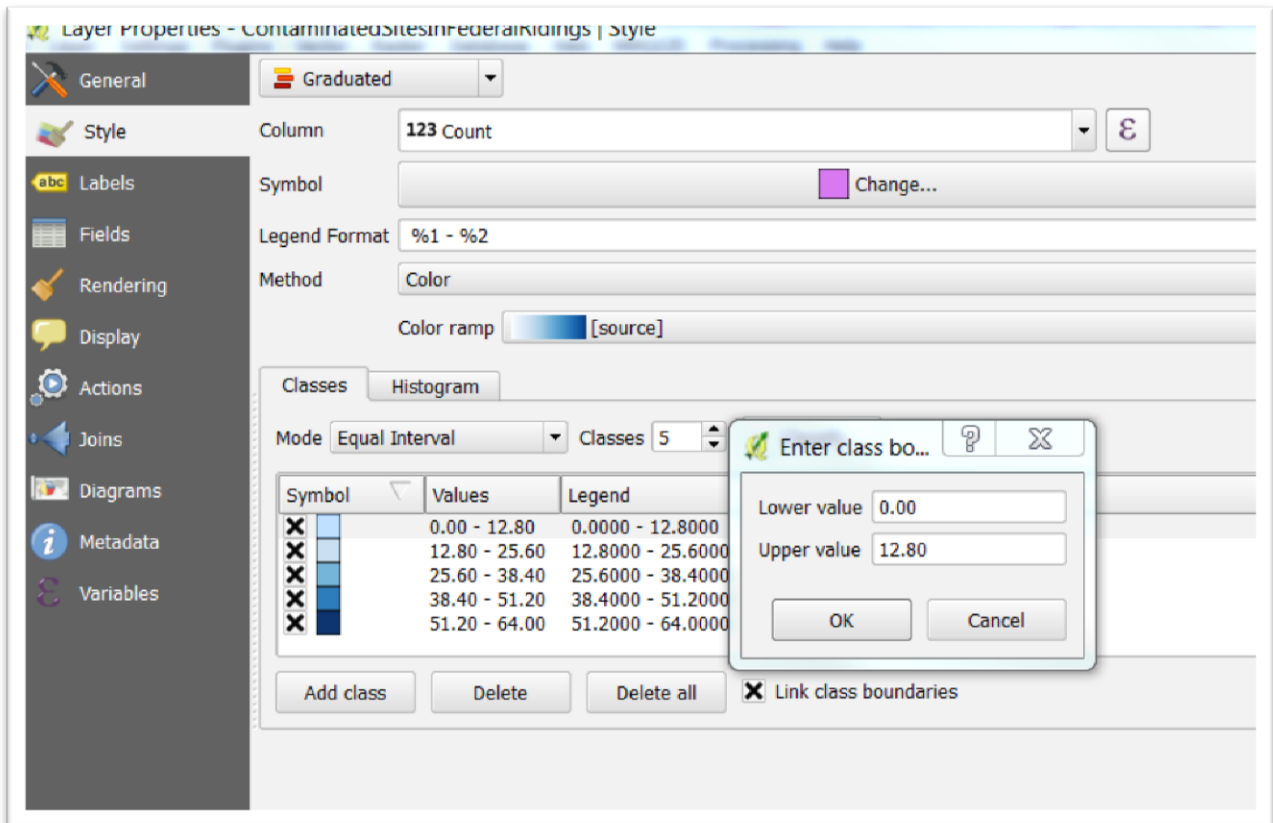 Layer Properties - ContaminatedSitesInFederalRidings | Style
General
Style
abc Labels
Fields
Rendering
Display
Actions
Joins
Diagrams
Metadata
Variables
Graduated
Column 123 Count ε
Symbol Change...
Legend Format %1 - %2
Method Color
Color ramp [source]
Classes Histogram
Mode Equal Interval Classes 5
Symbol Values Legend
0.00 - 12.80 0.0000 - 12.8000
12.80 - 25.60 12.8000 - 25.6000
25.60 - 38.40 25.6000 - 38.4000
38.40 - 51.20 38.4000 - 51.2000
51.20 - 64.00 51.2000 - 64.0000
Enter class bo... ?
Lower value 0.00
Upper value 12.80
OK Cancel
Add class Delete Delete all Link class boundaries